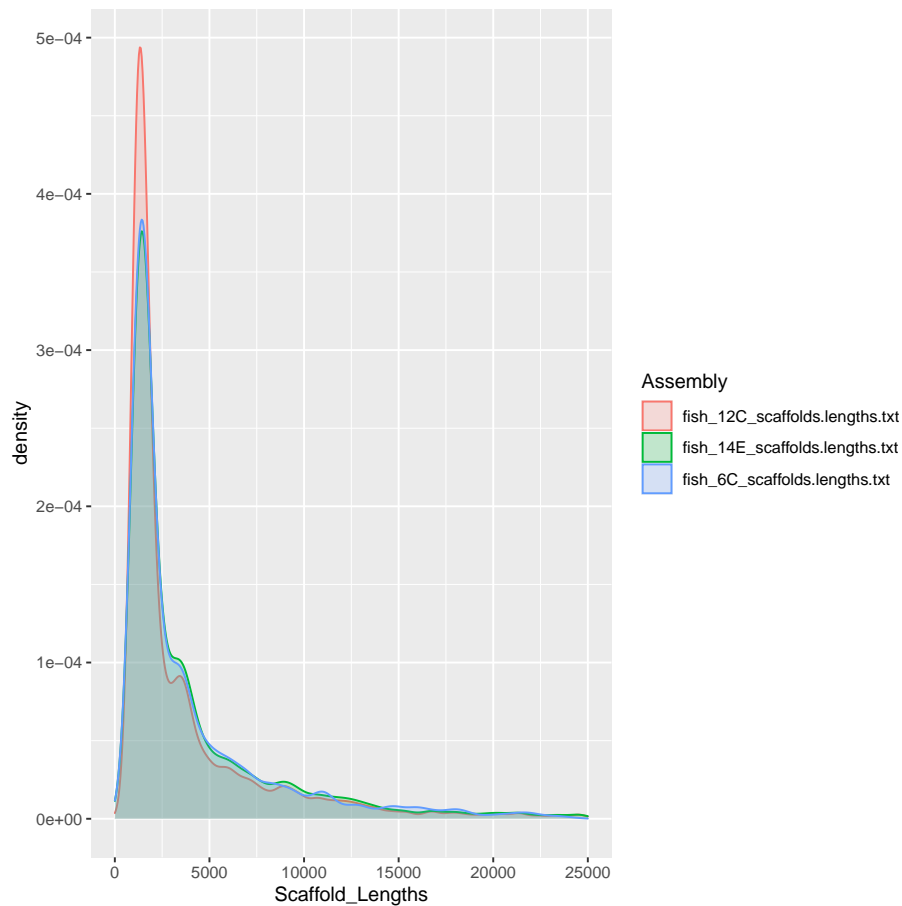 5e−04
4e−04
3e−04
2e−04
1e−04
0e+00
density
0 5000 10000 15000 20000 25000
Scaffold_Lengths
Assembly
fish_12C_scaffolds.lengths.txt
fish_14E_scaffolds.lengths.txt
fish_6C_scaffolds.lengths.txt